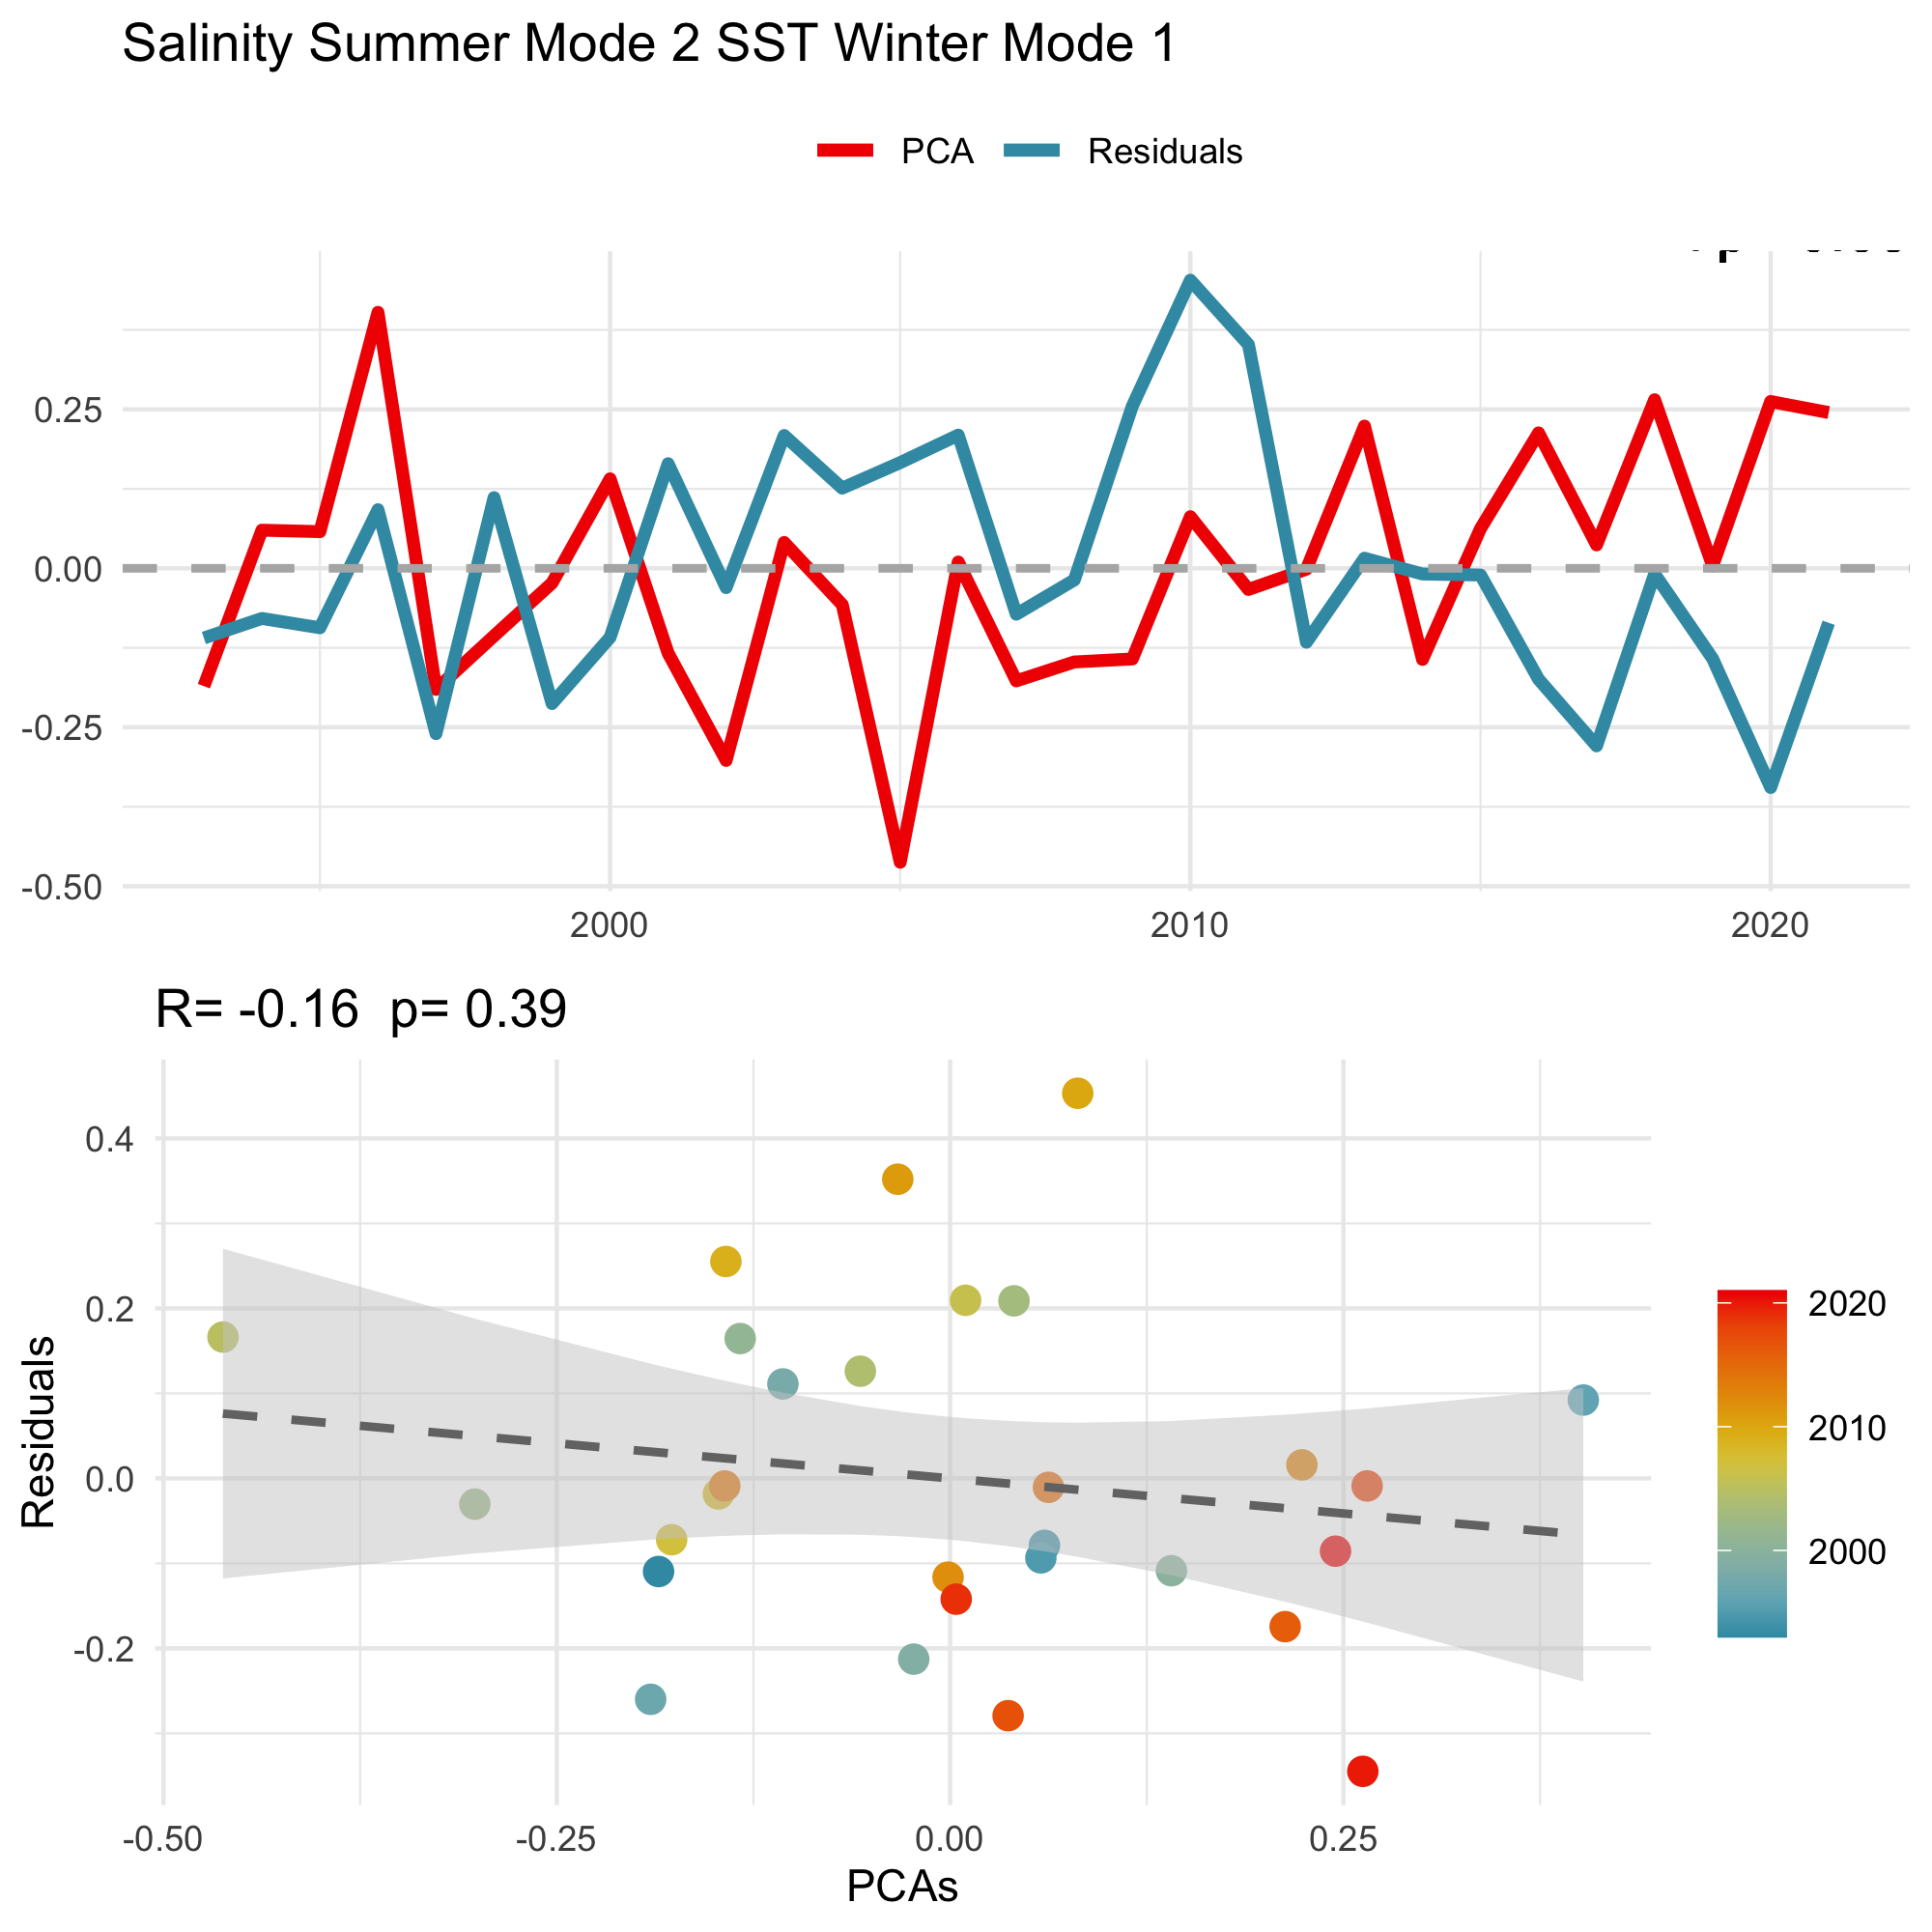 Salinity Summer Mode 2 SST Winter Mode 1
PCA Residuals
0.25
0.00
-0.25
-0.50
2000 2010 2020
R= -0.16 p= 0.39
Residuals
0.4
0.2
0.0
-0.2
-0.50 -0.25 0.00 0.25
PCAs
2020
2010
2000